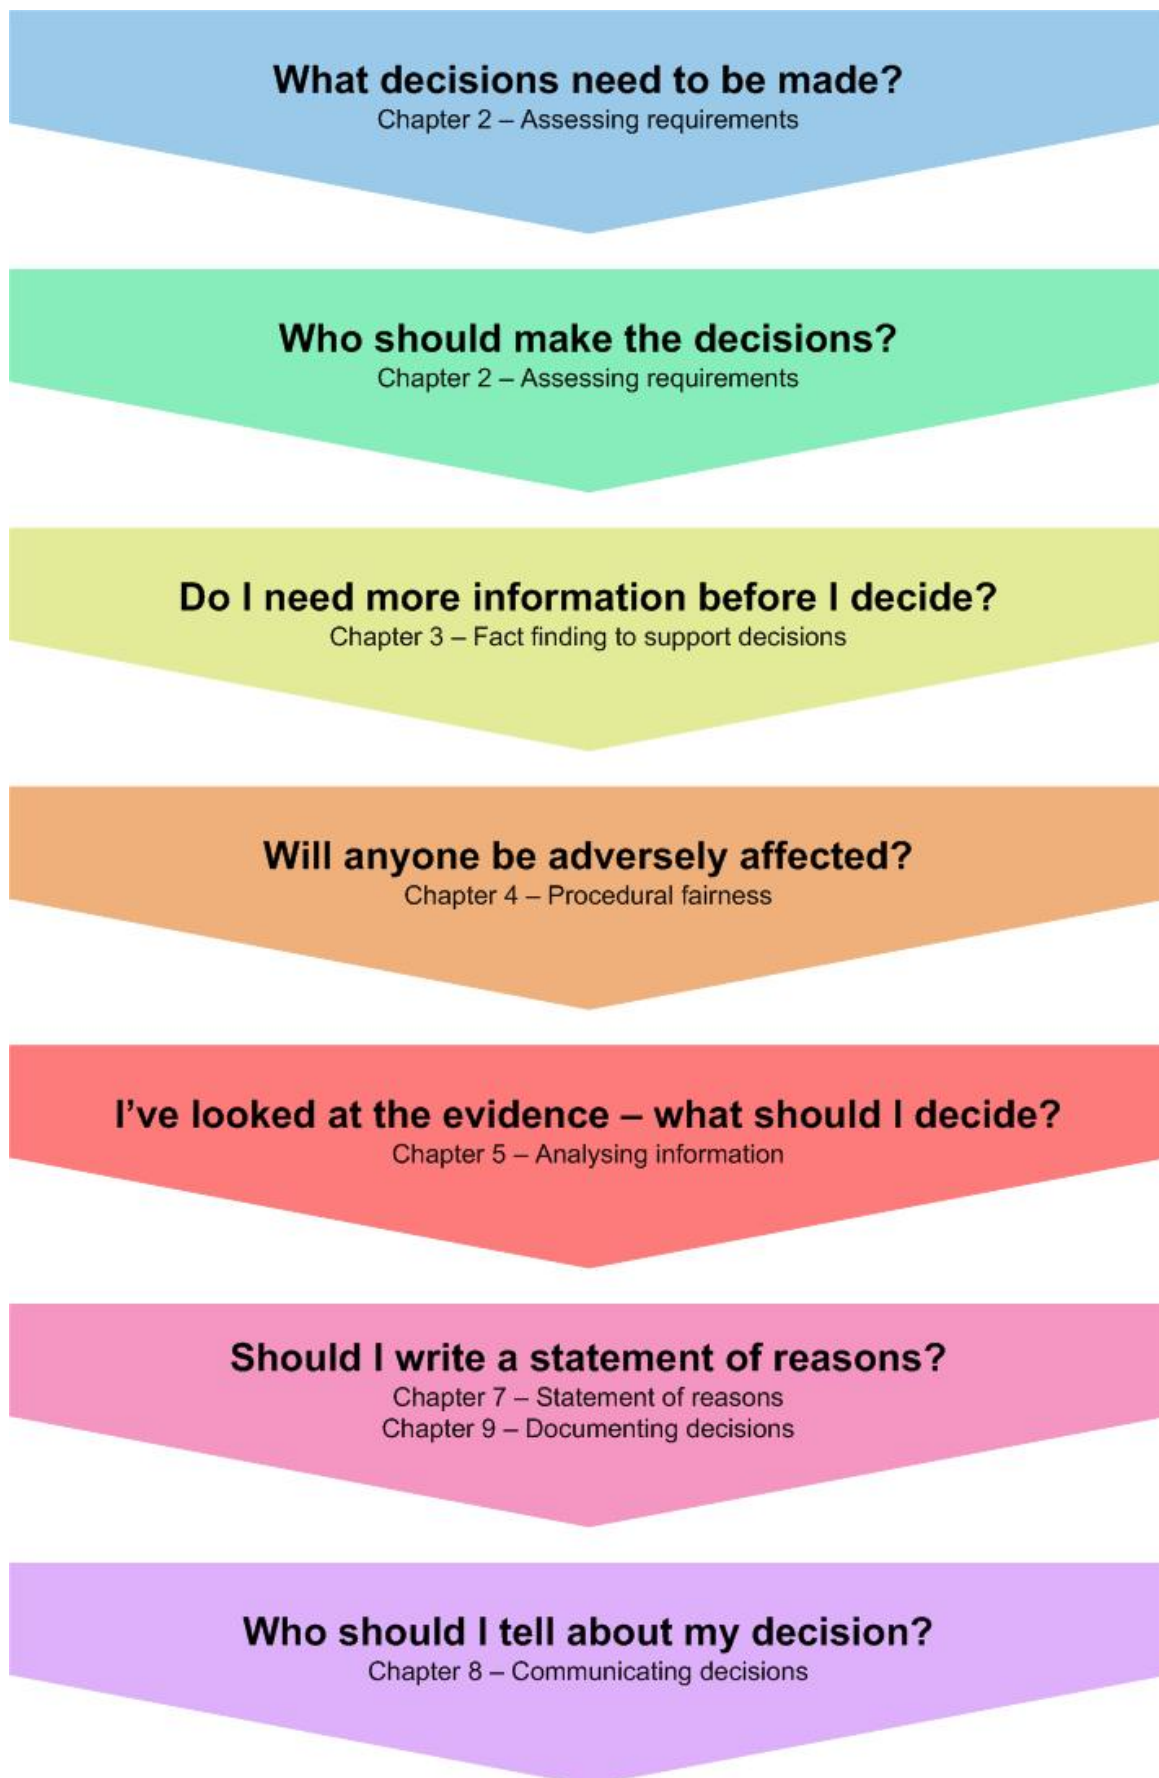 What decisions need to be made?
Chapter 2 – Assessing requirements
Who should make the decisions?
Chapter 2 – Assessing requirements
Do I need more information before I decide?
Chapter 3 – Fact finding to support decisions
Will anyone be adversely affected?
Chapter 4 – Procedural fairness
I’ve looked at the evidence – what should I decide?
Chapter 5 – Analysing information
Should I write a statement of reasons?
Chapter 7 – Statement of reasons
Chapter 9 – Documenting decisions
Who should I tell about my decision?
Chapter 8 – Communicating decisions